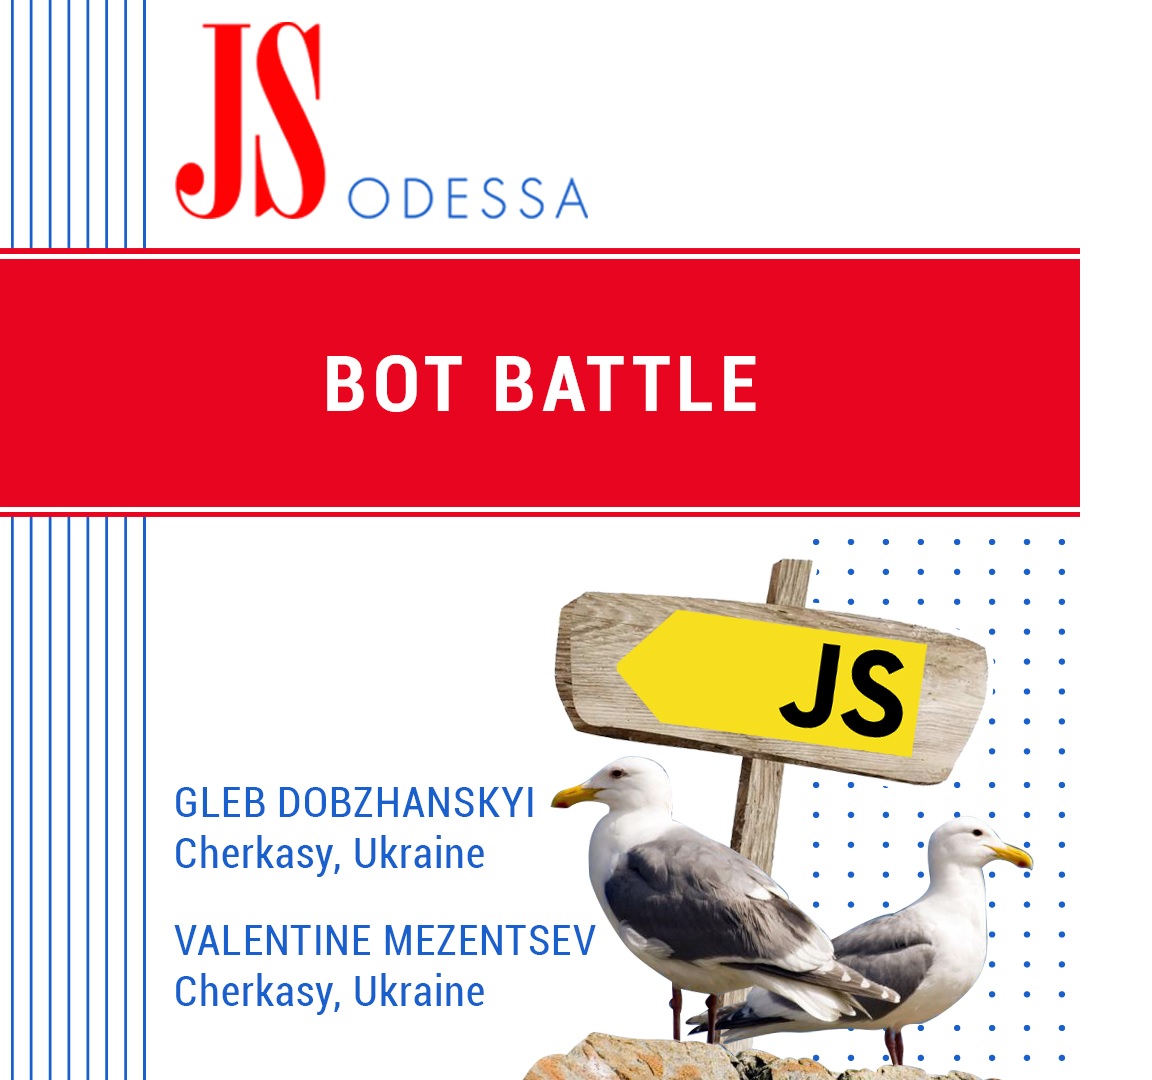 JS ODESSA
BOT BATTLE
JS
GLEB DOBZHANSKYI
Cherkasy, Ukraine
VALENTINE MEZENTSEV
Cherkasy, Ukraine